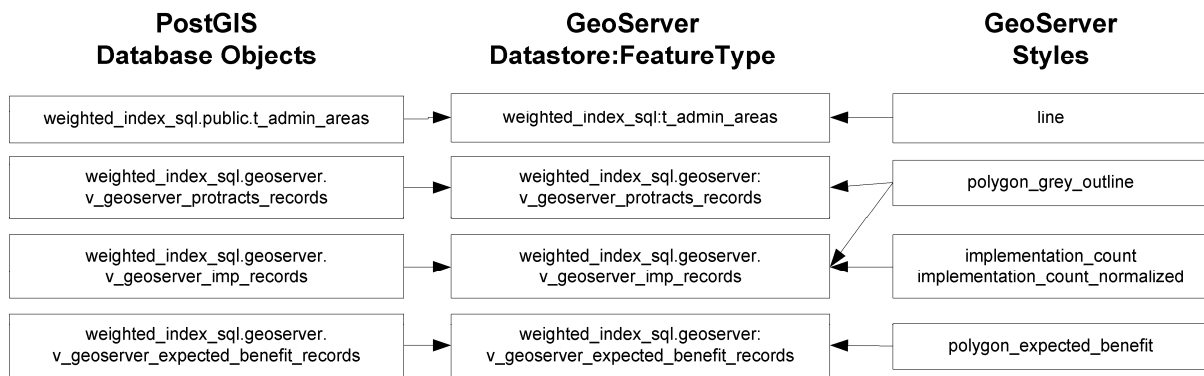 PostGIS
Database Objects
GeoServer
Datastore:FeatureType
GeoServer
Styles
weighted_index_sql.public.t_admin_areas
weighted_index_sql:t_admin_areas
line
weighted_index_sql.geoserver.
v_geoserver_protracts_records
weighted_index_sql.geoserver:
v_geoserver_protracts_records
polygon_grey_outline
weighted_index_sql.geoserver.
v_geoserver_imp_records
weighted_index_sql.geoserver.
v_geoserver_imp_records
implementation_count
implementation_count_normalized
weighted_index_sql.geoserver.
v_geoserver_expected_benefit_records
weighted_index_sql.geoserver:
v_geoserver_expected_benefit_records
polygon_expected_benefit